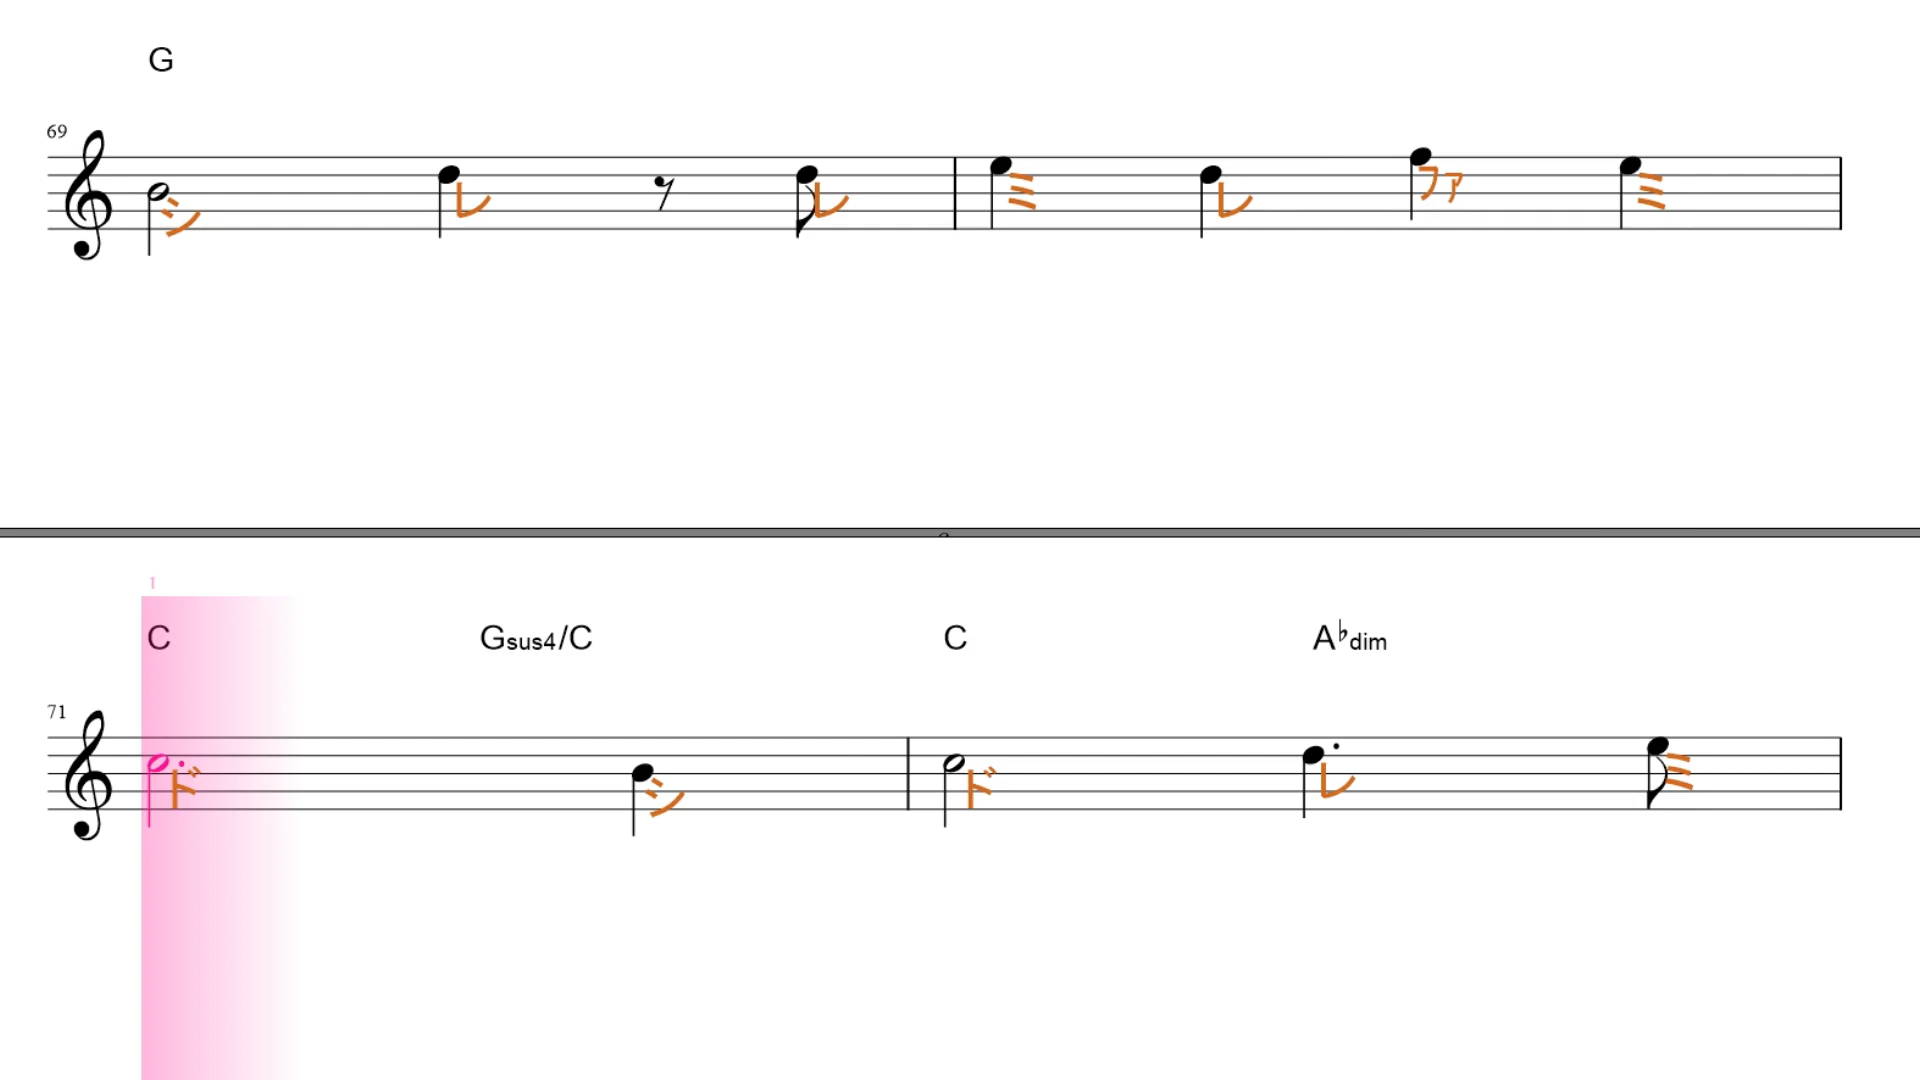 G
69
シ レ レ ミ レ ファ ミ
1
C Gsus4/C C A♭dim
71
ド シ ド レ ミ